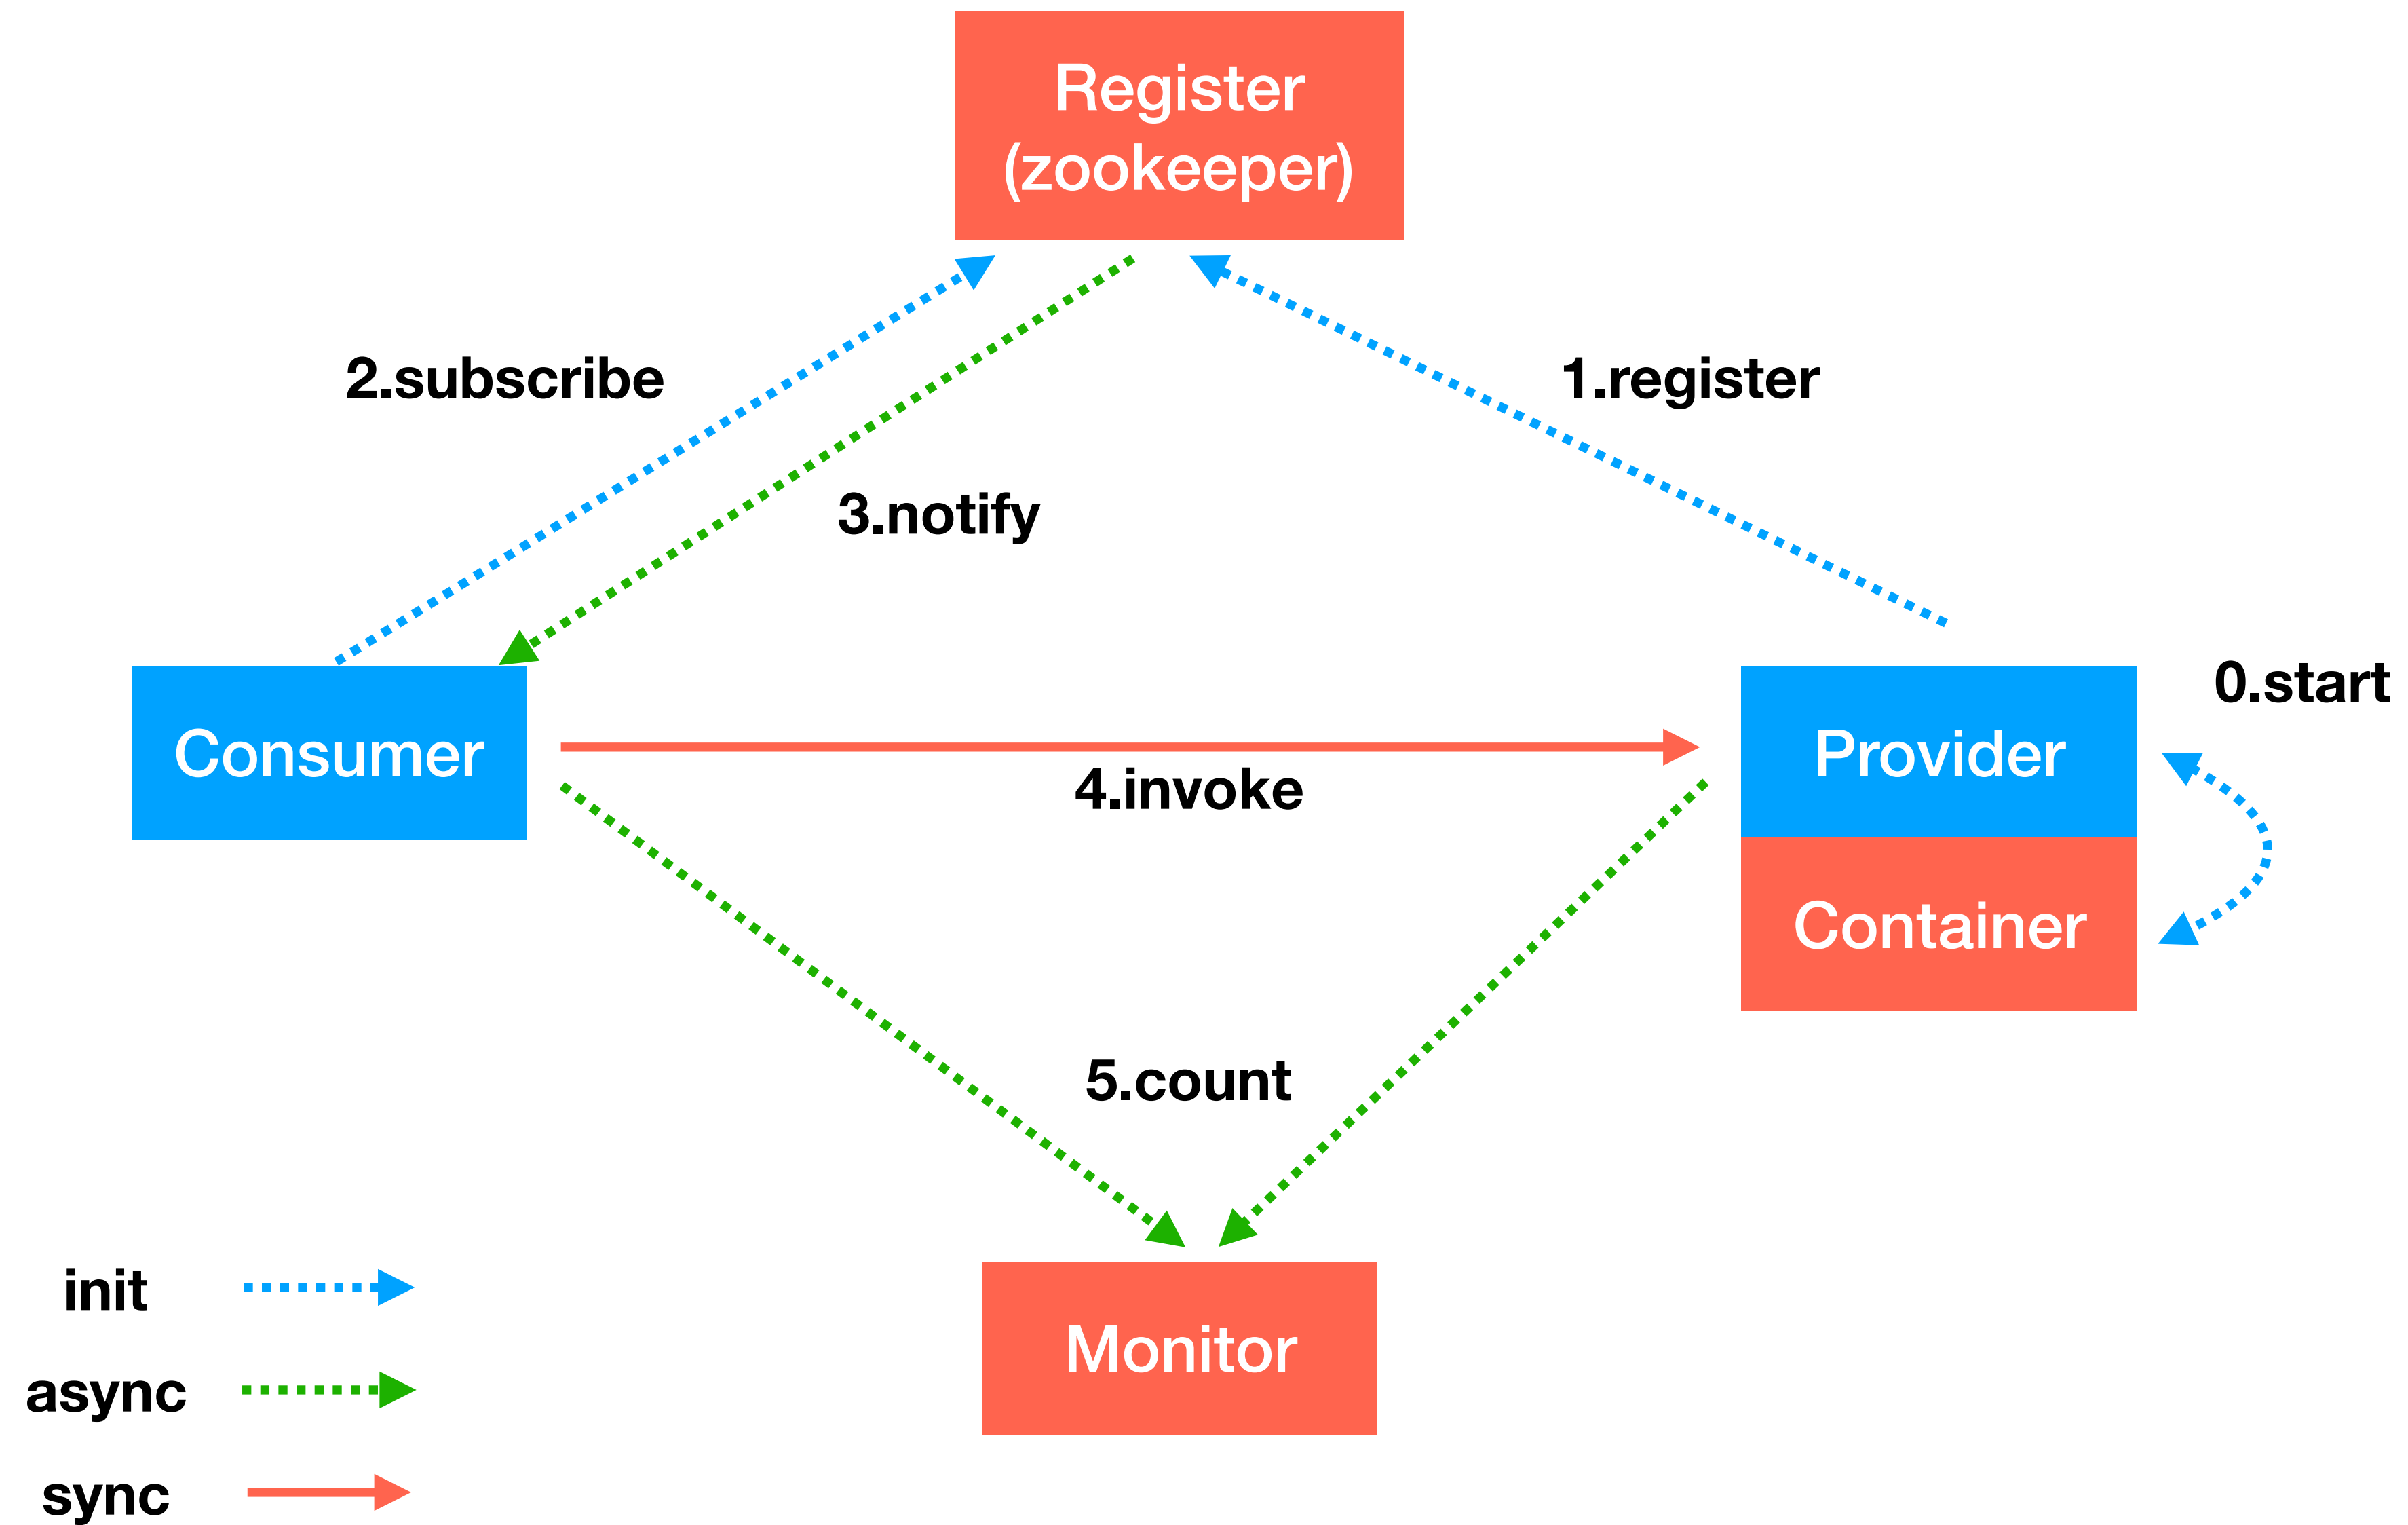 Register
(zookeeper)
2.subscribe
1.register
3.notify
0.start
Consumer
Provider
4.invoke
Container
5.count
init
Monitor
async
sync